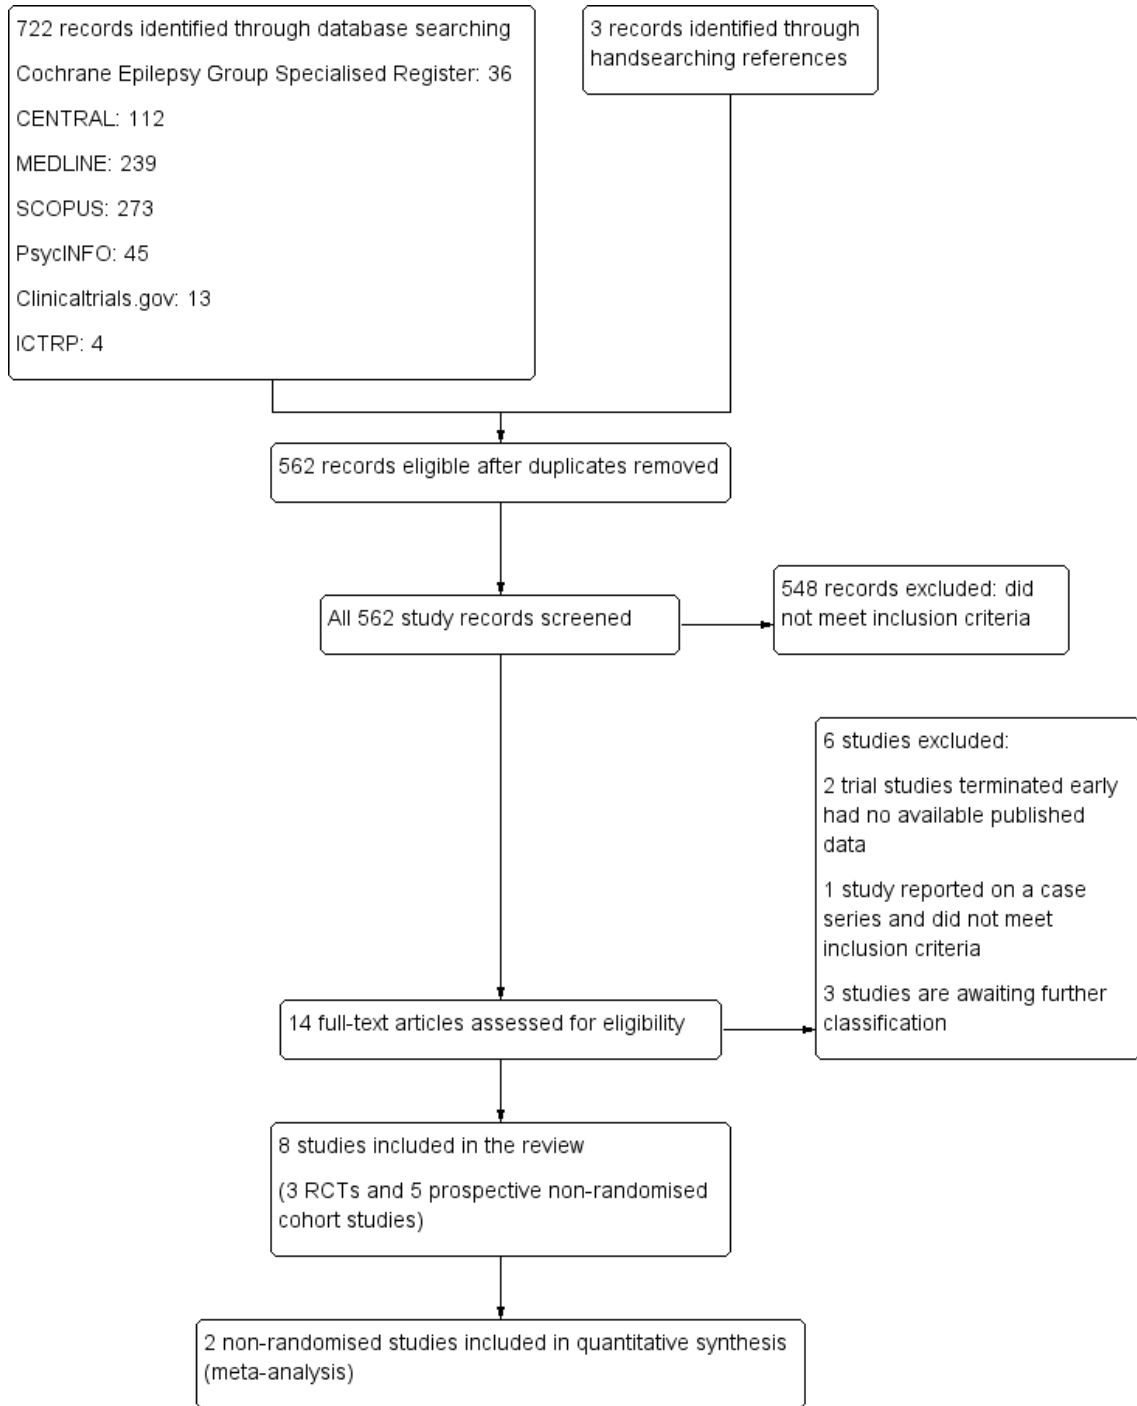 722 records identified through database searching
Cochrane Epilepsy Group Specialised Register: 36
CENTRAL: 112
MEDLINE: 239
SCOPUS: 273
PsycINFO: 45
Clinicaltrials.gov: 13
ICTRP: 4
3 records identified through
handsearching references
562 records eligible after duplicates removed
All 562 study records screened
548 records excluded: did
not meet inclusion criteria
14 full-text articles assessed for eligibility
6 studies excluded:
2 trial studies terminated early
had no available published
data
1 study reported on a case
series and did not meet
inclusion criteria
3 studies are awaiting further
classification
8 studies included in the review
(3 RCTs and 5 prospective non-randomised
cohort studies)
2 non-randomised studies included in quantitative synthesis
(meta-analysis)